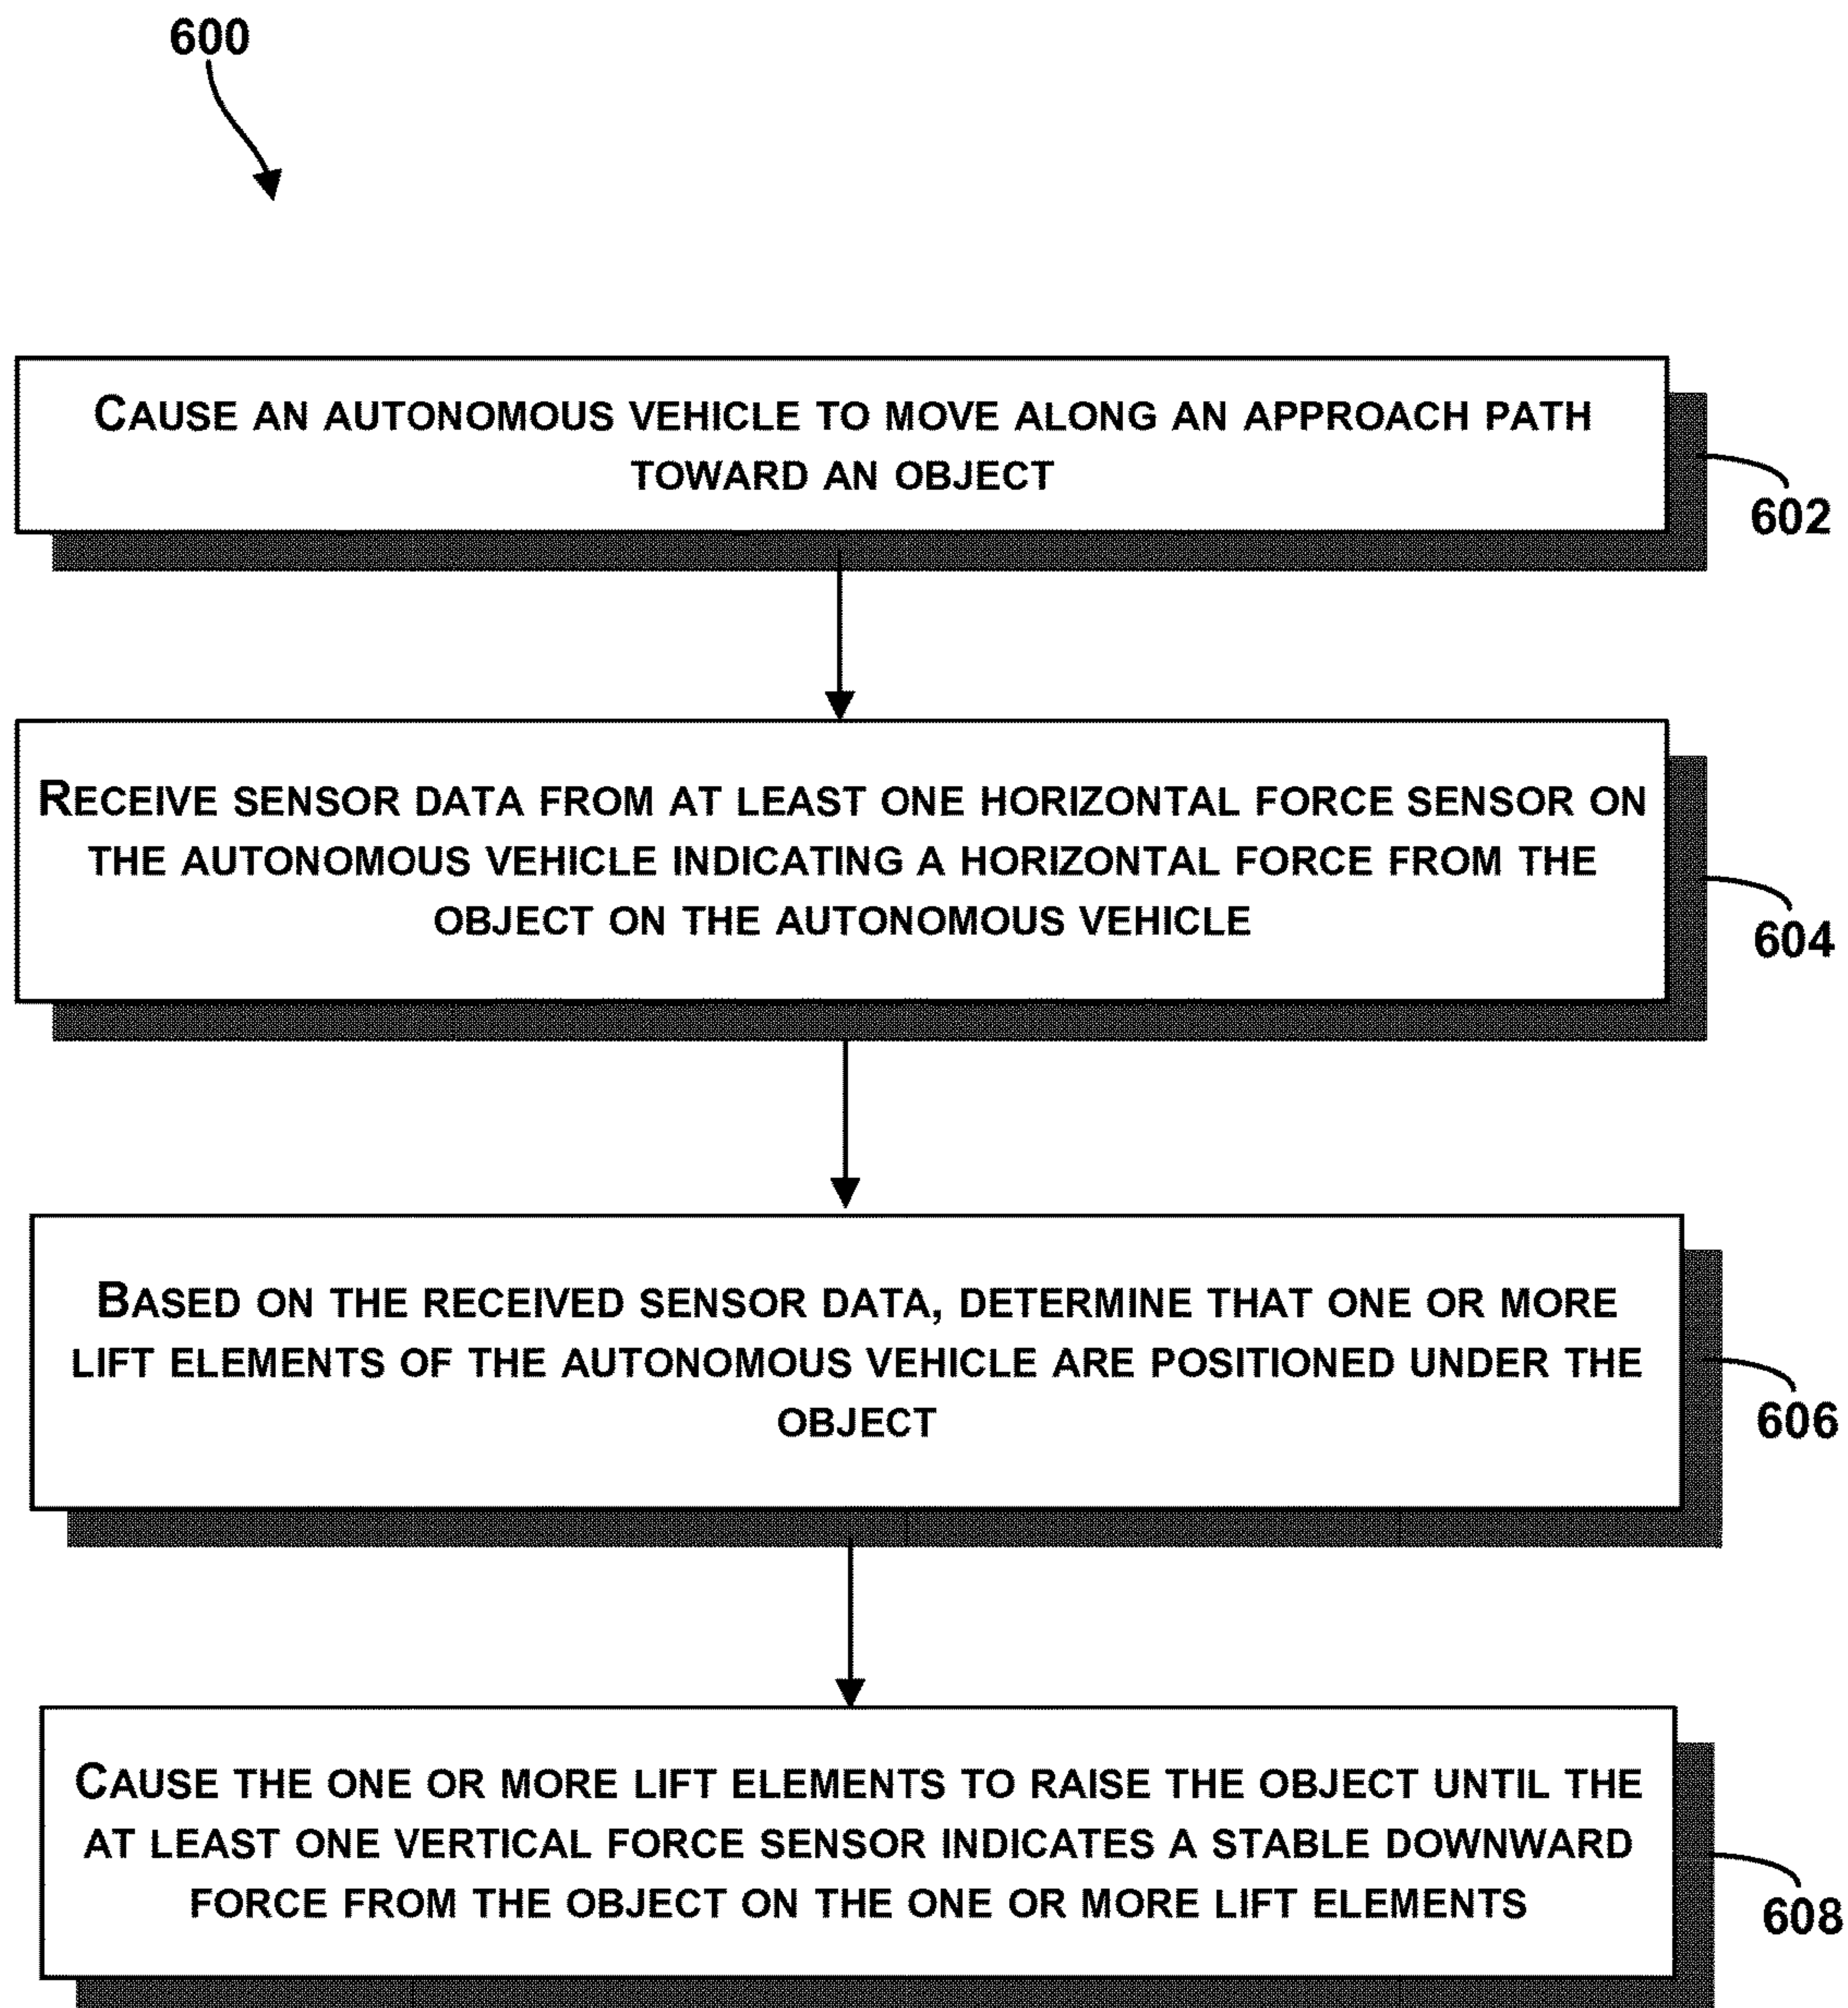 600
CAUSE AN AUTONOMOUS VEHICLE TO MOVE ALONG AN APPROACH PATH
TOWARD AN OBJECT
602
RECEIVE SENSOR DATA FROM AT LEAST ONE HORIZONTAL FORCE SENSOR ON
THE AUTONOMOUS VEHICLE INDICATING A HORIZONTAL FORCE FROM THE
OBJECT ON THE AUTONOMOUS VEHICLE
604
BASED ON THE RECEIVED SENSOR DATA, DETERMINE THAT ONE OR MORE
LIFT ELEMENTS OF THE AUTONOMOUS VEHICLE ARE POSITIONED UNDER THE
OBJECT
606
CAUSE THE ONE OR MORE LIFT ELEMENTS TO RAISE THE OBJECT UNTIL THE
AT LEAST ONE VERTICAL FORCE SENSOR INDICATES A STABLE DOWNWARD
FORCE FROM THE OBJECT ON THE ONE OR MORE LIFT ELEMENTS
608